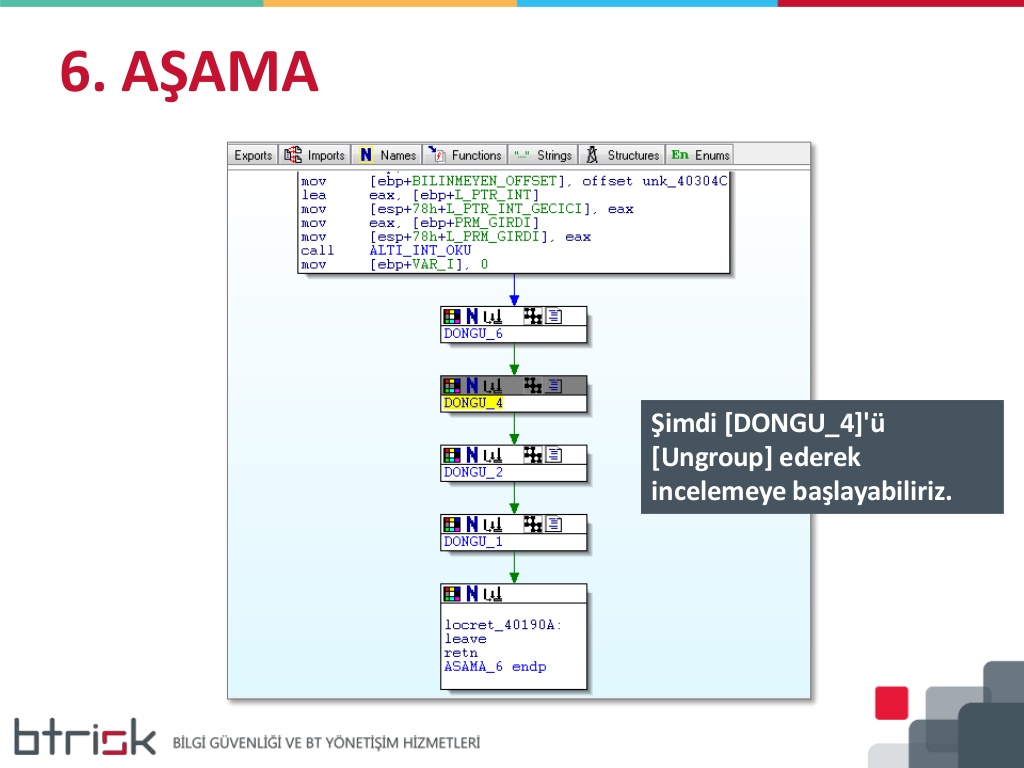 6. AŞAMA
Exports Imports N Names Functions "..." Strings Structures En Enums
mov [ebp+BILINMEYEN_OFFSET], offset unk_40304C
lea eax, [ebp+L_PTR_INT]
mov [esp+78h+L_PTR_INT_GECICI], eax
mov eax, [ebp+PRM_GIRDI]
mov [esp+78h+L_PRM_GIRDI], eax
call ALTI_INT_OKU
mov [ebp+VAR_I], 0
N
DONGU_6
N
DONGU_4
Şimdi [DONGU_4]'ü
[Ungroup] ederek
incelemeye başlayabiliriz.
N
DONGU_2
N
DONGU_1
N
locret_40190A:
leave
retn
ASAMA_6 endp
btrisk BİLGİ GÜVENLİĞİ VE BT YÖNETİŞİM HİZMETLERİ